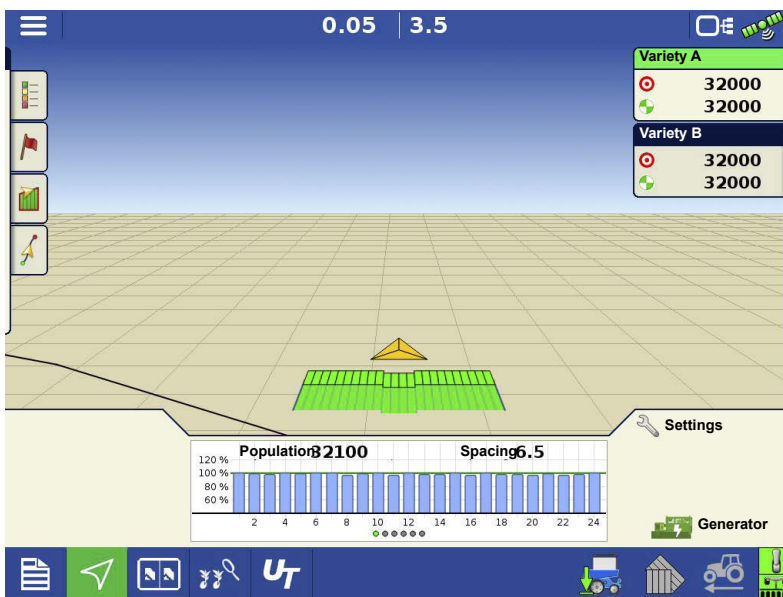 0.05 3.5
Variety A
32000
32000
Variety B
32000
32000
Settings
Population 32100 Spacing 6.5
120 %
100 %
80 %
60 %
2 4 6 8 10 12 14 16 18 20 22 24
Generator
UT